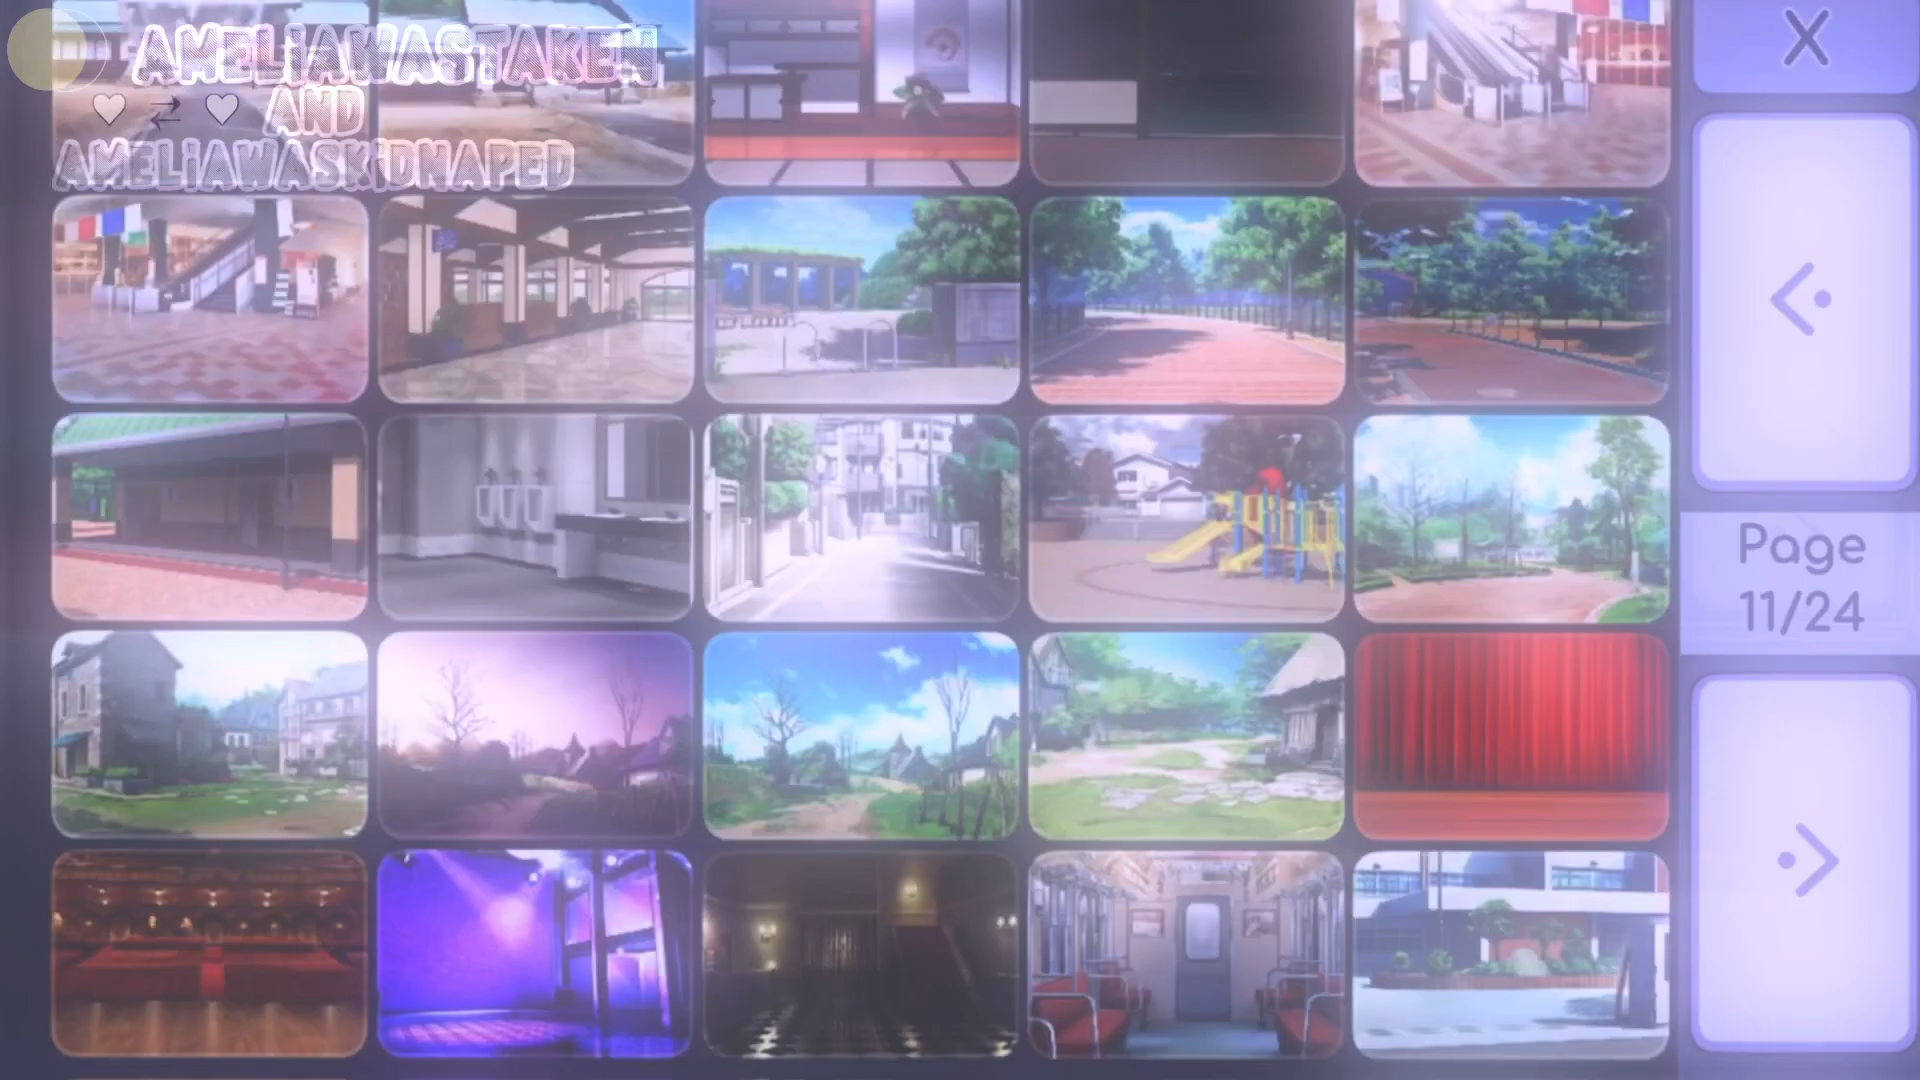 AMELiAWASTAKEN
AND
AMELiAWASKiDNAPED
X
Page
11/24